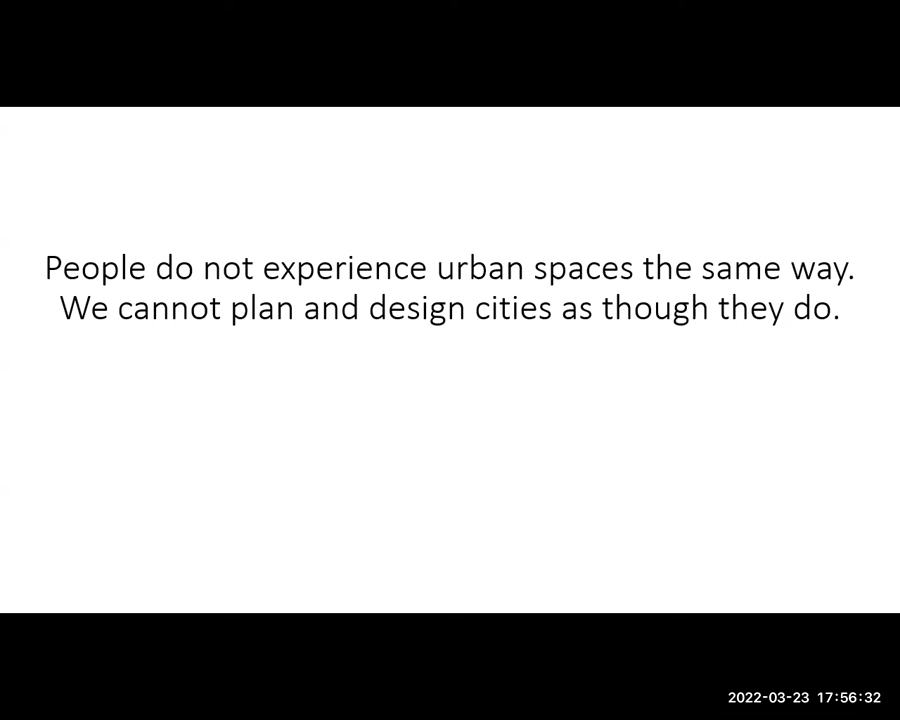 People do not experience urban spaces the same way.
We cannot plan and design cities as though they do.
2022-03-23 17:56:32